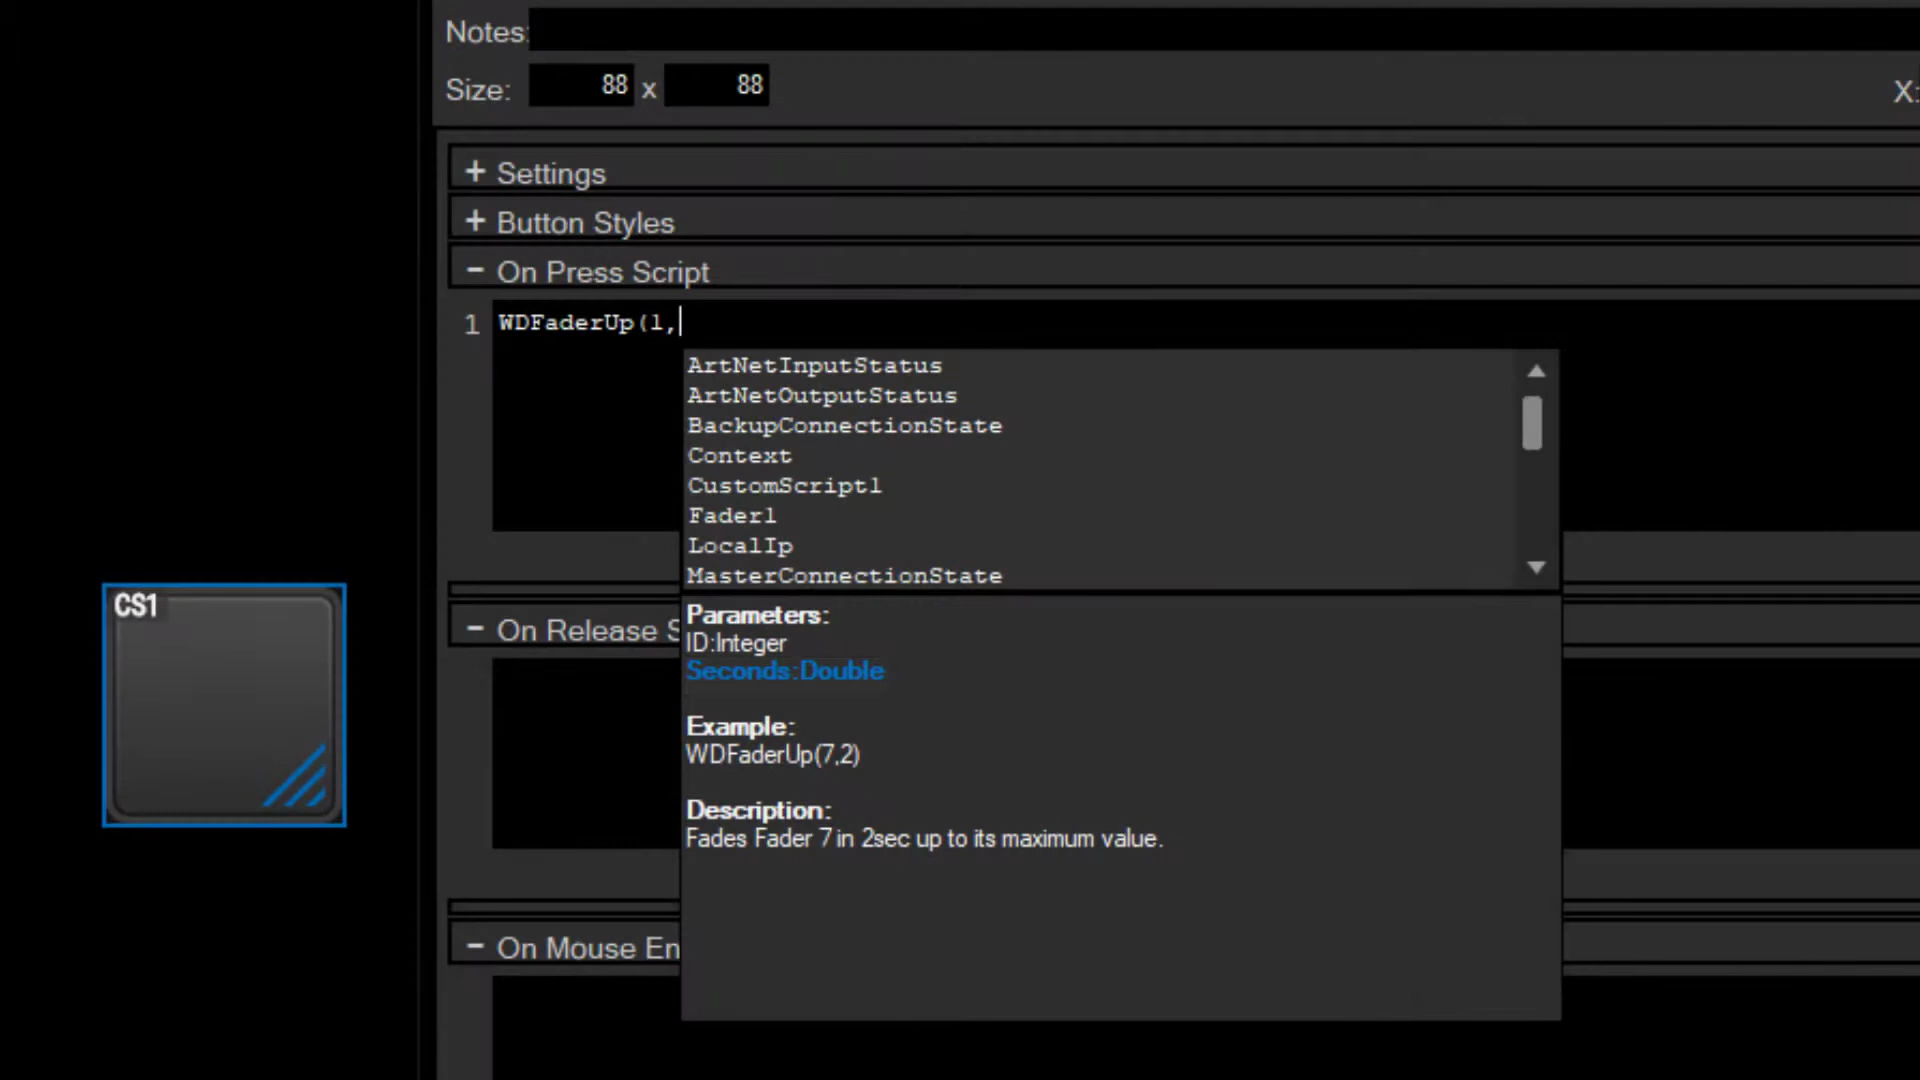 Notes:
Size: 88 x 88
X:
+ Settings
+ Button Styles
- On Press Script
1 WDFaderUp(1,
ArtNetInputStatus
ArtNetOutputStatus
BackupConnectionState
Context
CustomScript1
Fader1
LocalIp
MasterConnectionState
CS1
Parameters:
ID:Integer
Seconds:Double
Example:
WDFaderUp(7,2)
Description:
Fades Fader 7 in 2sec up to its maximum value.
- On Release S
- On Mouse En